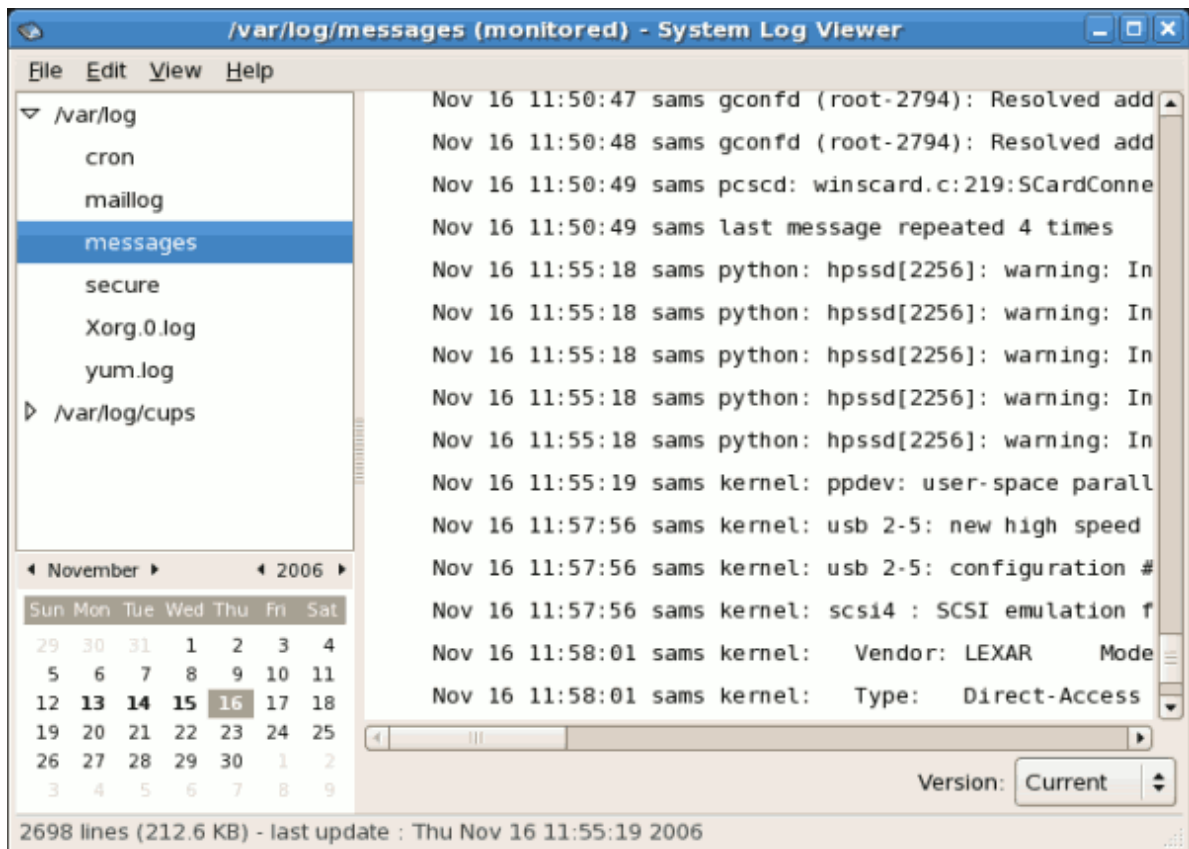 /var/log/messages (monitored) - System Log Viewer
File Edit View Help
/var/log
cron
maillog
messages
secure
Xorg.0.log
yum.log
/var/log/cups
November 2006
Sun Mon Tue Wed Thu Fri Sat
29 30 31 1 2 3 4
5 6 7 8 9 10 11
12 13 14 15 16 17 18
19 20 21 22 23 24 25
26 27 28 29 30 1 2
3 4 5 6 7 8 9
Nov 16 11:50:47 sams gconfd (root-2794): Resolved add
Nov 16 11:50:48 sams gconfd (root-2794): Resolved add
Nov 16 11:50:49 sams pcscd: winscard.c:219:SCardConne
Nov 16 11:50:49 sams last message repeated 4 times
Nov 16 11:55:18 sams python: hpssd[2256]: warning: In
Nov 16 11:55:18 sams python: hpssd[2256]: warning: In
Nov 16 11:55:18 sams python: hpssd[2256]: warning: In
Nov 16 11:55:18 sams python: hpssd[2256]: warning: In
Nov 16 11:55:18 sams python: hpssd[2256]: warning: In
Nov 16 11:55:19 sams kernel: ppdev: user-space parall
Nov 16 11:57:56 sams kernel: usb 2-5: new high speed
Nov 16 11:57:56 sams kernel: usb 2-5: configuration #
Nov 16 11:57:56 sams kernel: scsi4 : SCSI emulation f
Nov 16 11:58:01 sams kernel: Vendor: LEXAR Mode
Nov 16 11:58:01 sams kernel: Type: Direct-Access
Version: Current
2698 lines (212.6 KB) - last update : Thu Nov 16 11:55:19 2006